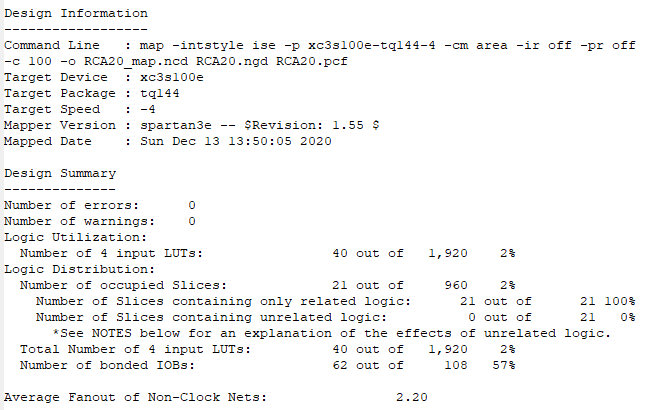 Design Information
------------------
Command Line   : map -intstyle ise -p xc3s100e-tq144-4 -cm area -ir off -pr off
-c 100 -o RCA20_map.ncd RCA20.ngd RCA20.pcf
Target Device  : xc3s100e
Target Package : tq144
Target Speed   : -4
Mapper Version : spartan3e -- $Revision: 1.55 $
Mapped Date    : Sun Dec 13 13:50:05 2020

Design Summary
--------------
Number of errors:      0
Number of warnings:    0
Logic Utilization:
  Number of 4 input LUTs:                40 out of   1,920    2%
Logic Distribution:
  Number of occupied Slices:             21 out of     960    2%
    Number of Slices containing only related logic:      21 out of      21 100%
    Number of Slices containing unrelated logic:          0 out of      21   0%
      *See NOTES below for an explanation of the effects of unrelated logic.
  Total Number of 4 input LUTs:          40 out of   1,920    2%
  Number of bonded IOBs:                 62 out of     108   57%

Average Fanout of Non-Clock Nets:                2.20